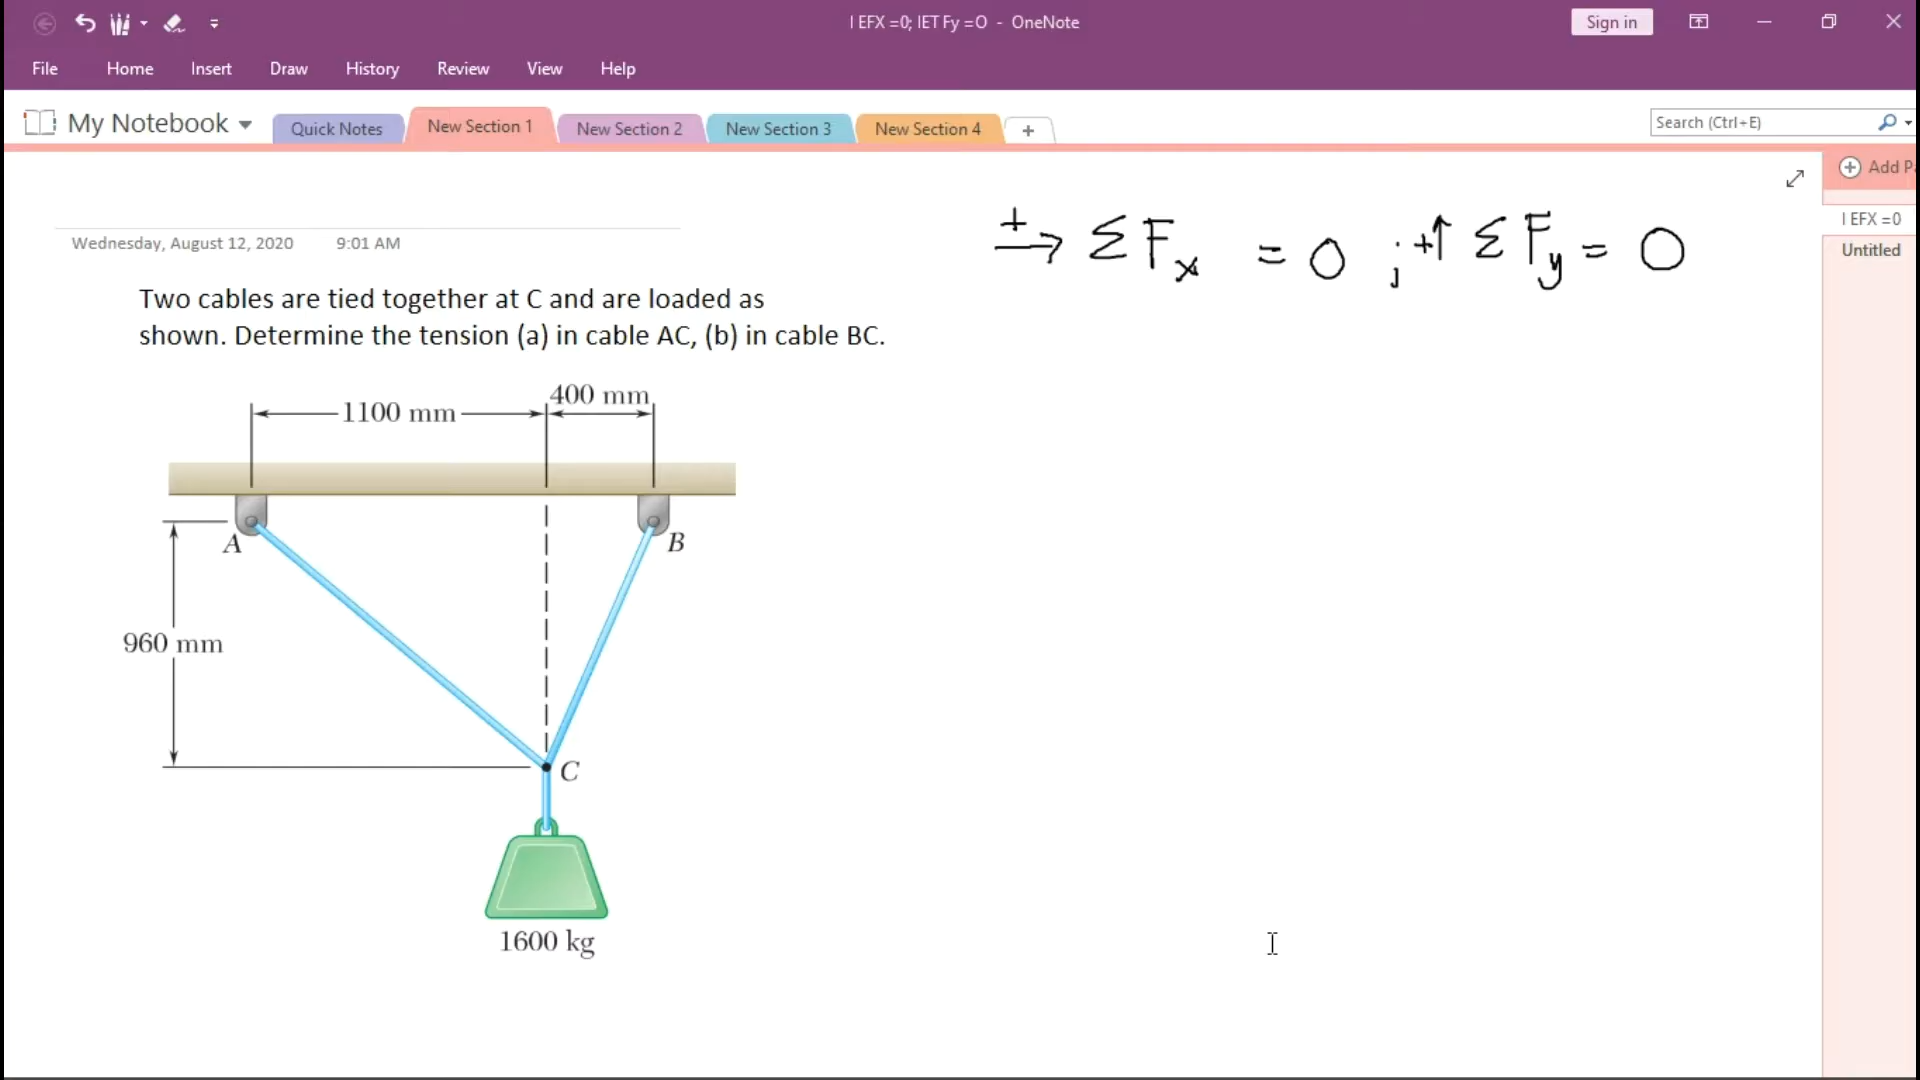 I EFX =0; IET Fy =O - OneNote
Sign in
File Home Insert Draw History Review View Help
My Notebook
Quick Notes
New Section 1
New Section 2
New Section 3
New Section 4
+
Search (Ctrl+E)
Add P
I EFX =0
Untitled
Wednesday, August 12, 2020 9:01 AM
+→ ΣFx = 0 ; +↑ ΣFy = 0
Two cables are tied together at C and are loaded as
shown. Determine the tension (a) in cable AC, (b) in cable BC.
400 mm
1100 mm
A
B
960 mm
C
1600 kg